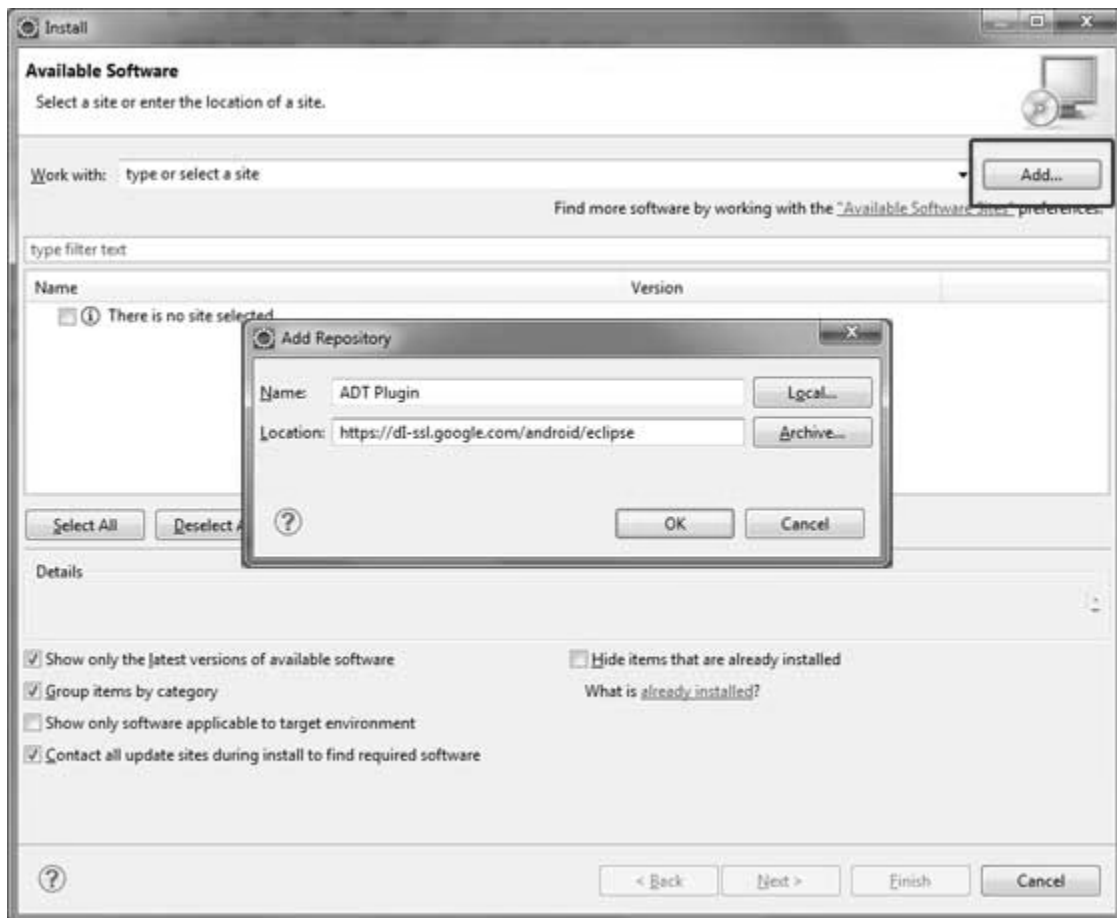 Install
Available Software
Select a site or enter the location of a site.
Work with: type or select a site
Add...
Find more software by working with the "Available Software Sites" preferences.
type filter text
Name Version
There is no site selected
Add Repository
Name: ADT Plugin Local...
Location: https://dl-ssl.google.com/android/eclipse Archive...
OK Cancel
Select All Deselect A
Details
Show only the latest versions of available software
Hide items that are already installed
Group items by category
What is already installed?
Show only software applicable to target environment
Contact all update sites during install to find required software
< Back Next > Finish Cancel